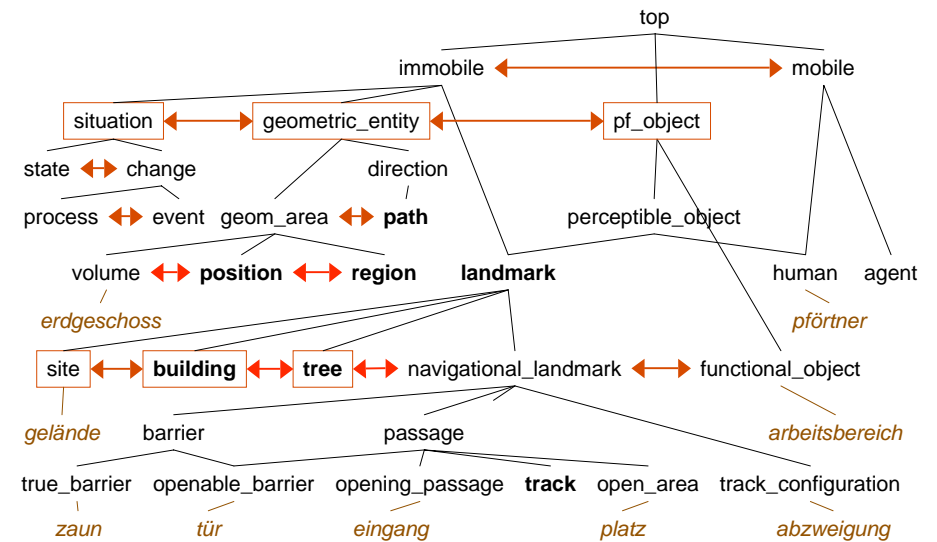 top
immobile mobile
situation geometric_entity pf_object
state change direction
process event geom_area path perceptible_object
volume position region landmark human agent
erdgeschoss pförtner
site building tree navigational_landmark functional_object
gelände barrier passage arbeitsbereich
true_barrier openable_barrier opening_passage track open_area track_configuration
zaun tür eingang platz abzweigung